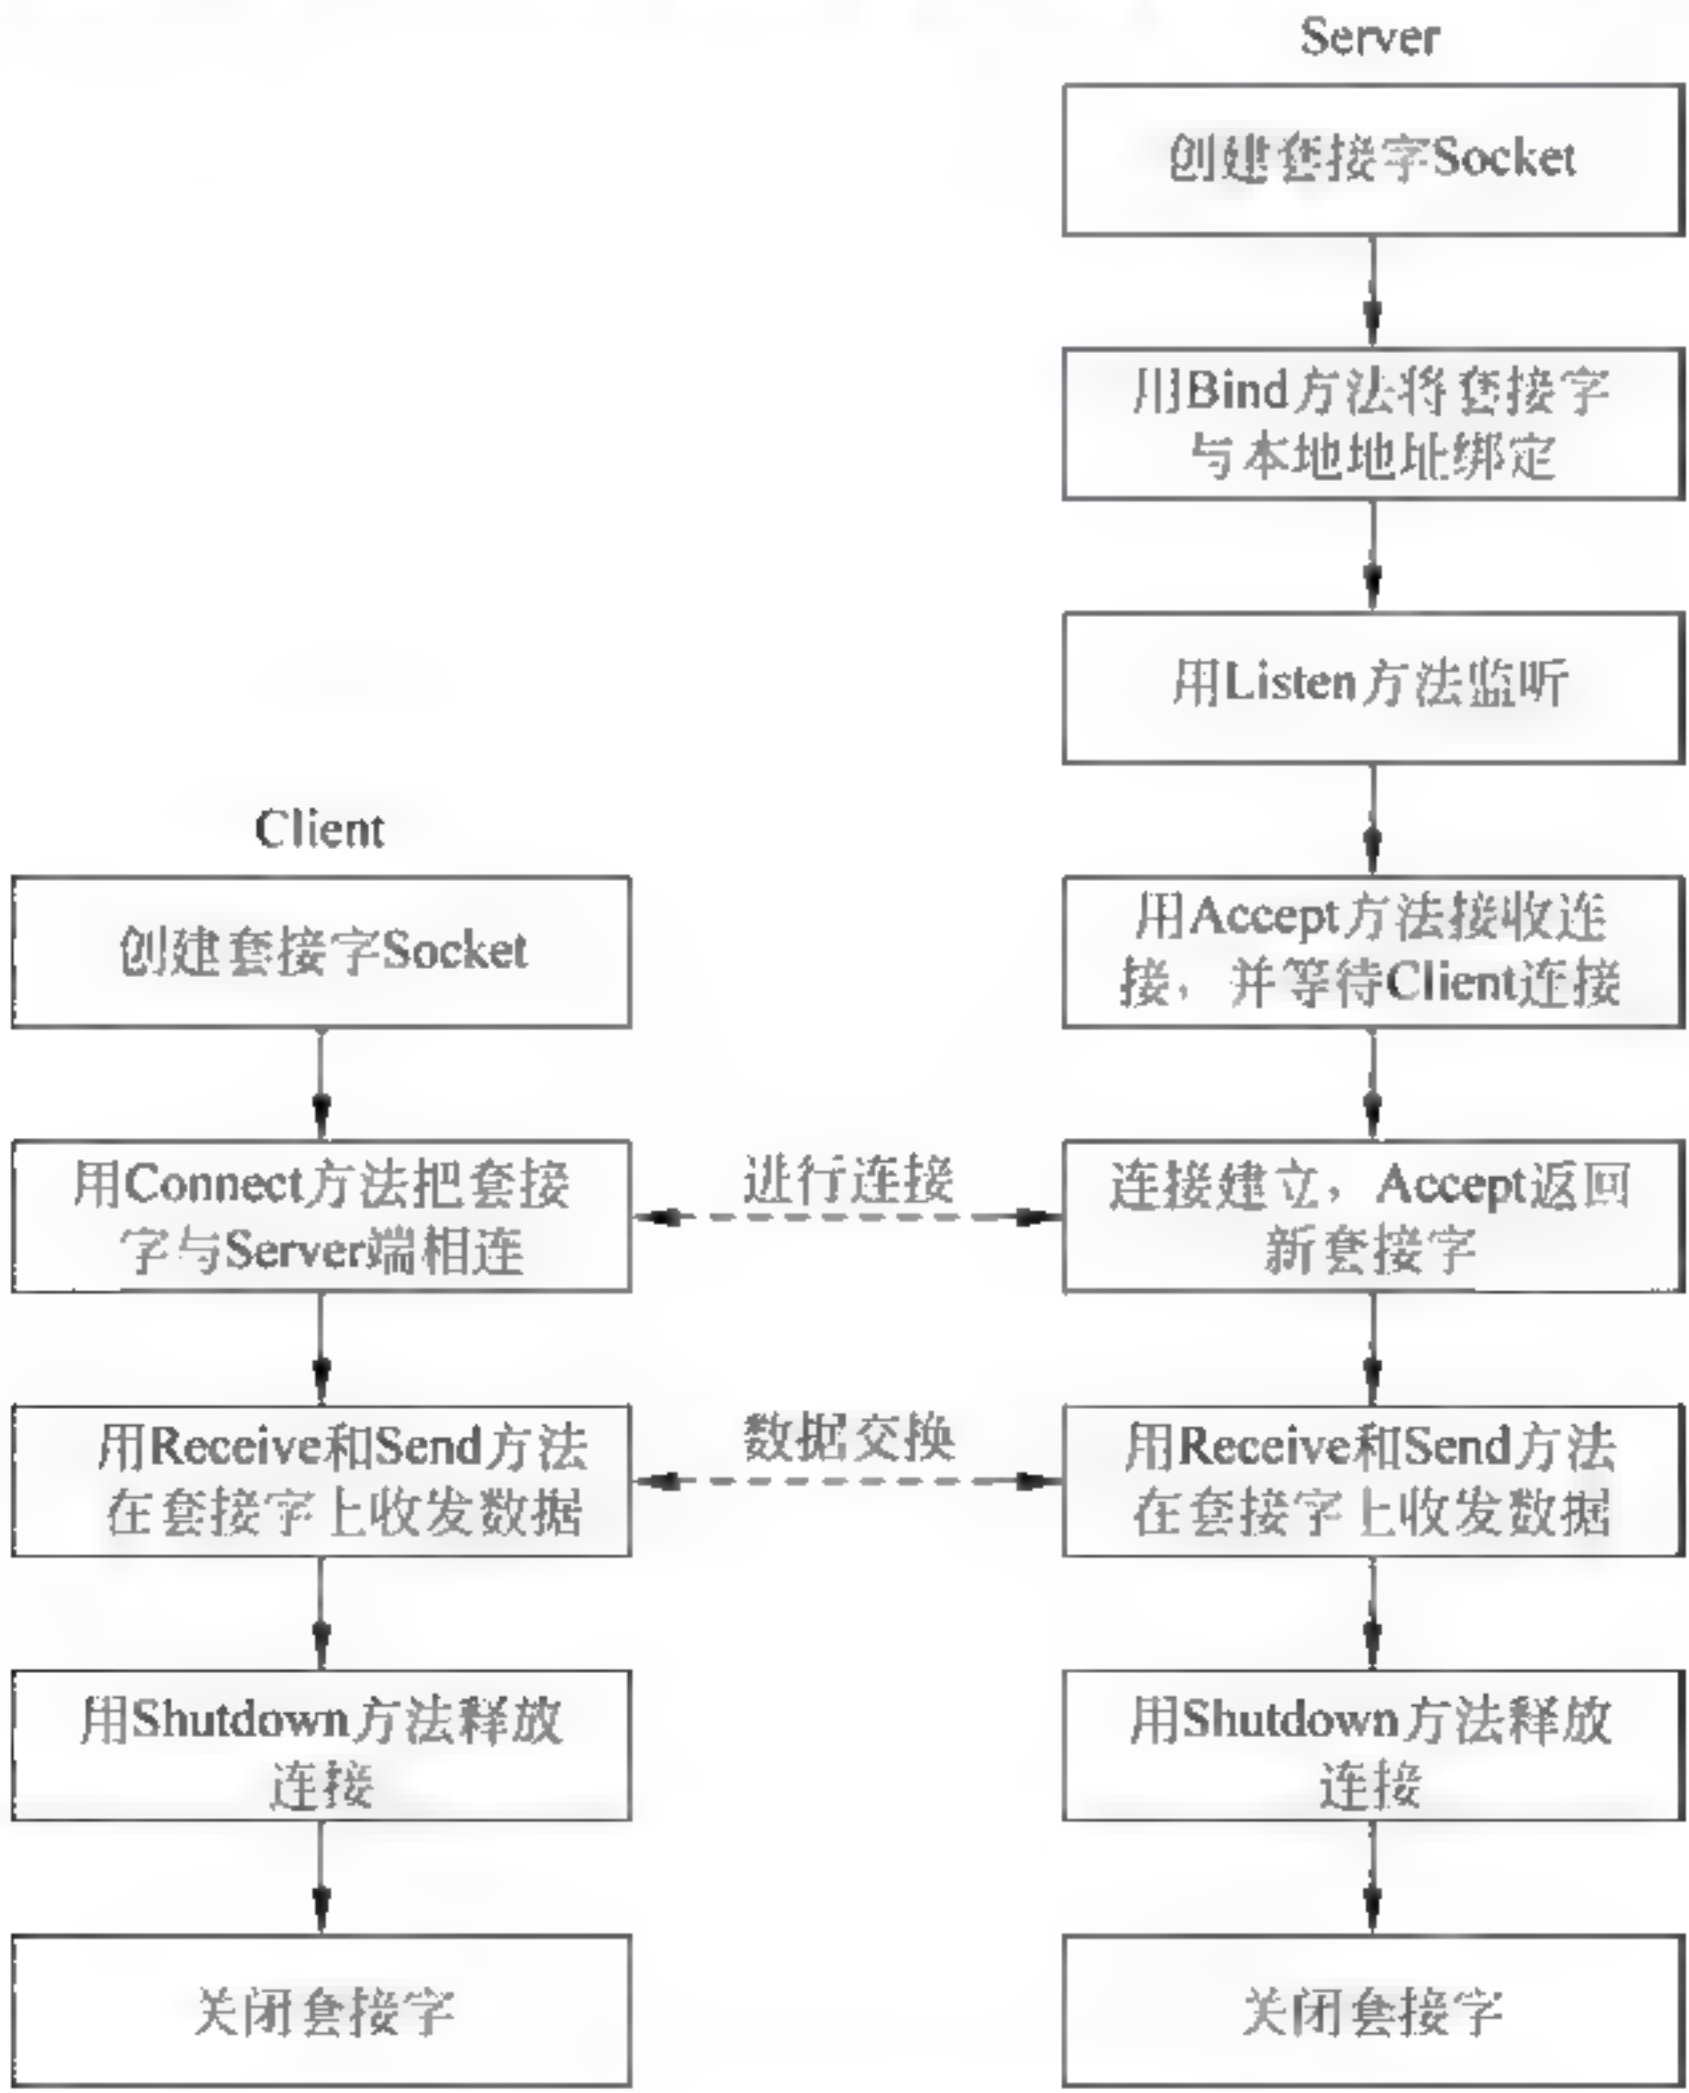 Server
创建套接字Socket
用Bind方法将套接字
与本地地址绑定
用Listen方法监听
用Accept方法接收连
接，并等待Client连接
连接建立，Accept返回
新套接字
用Receive和Send方法
在套接字上收发数据
用Shutdown方法释放
连接
关闭套接字
Client
创建套接字Socket
用Connect方法把套接
字与Server端相连
用Receive和Send方法
在套接字上收发数据
用Shutdown方法释放
连接
关闭套接字
进行连接
数据交换